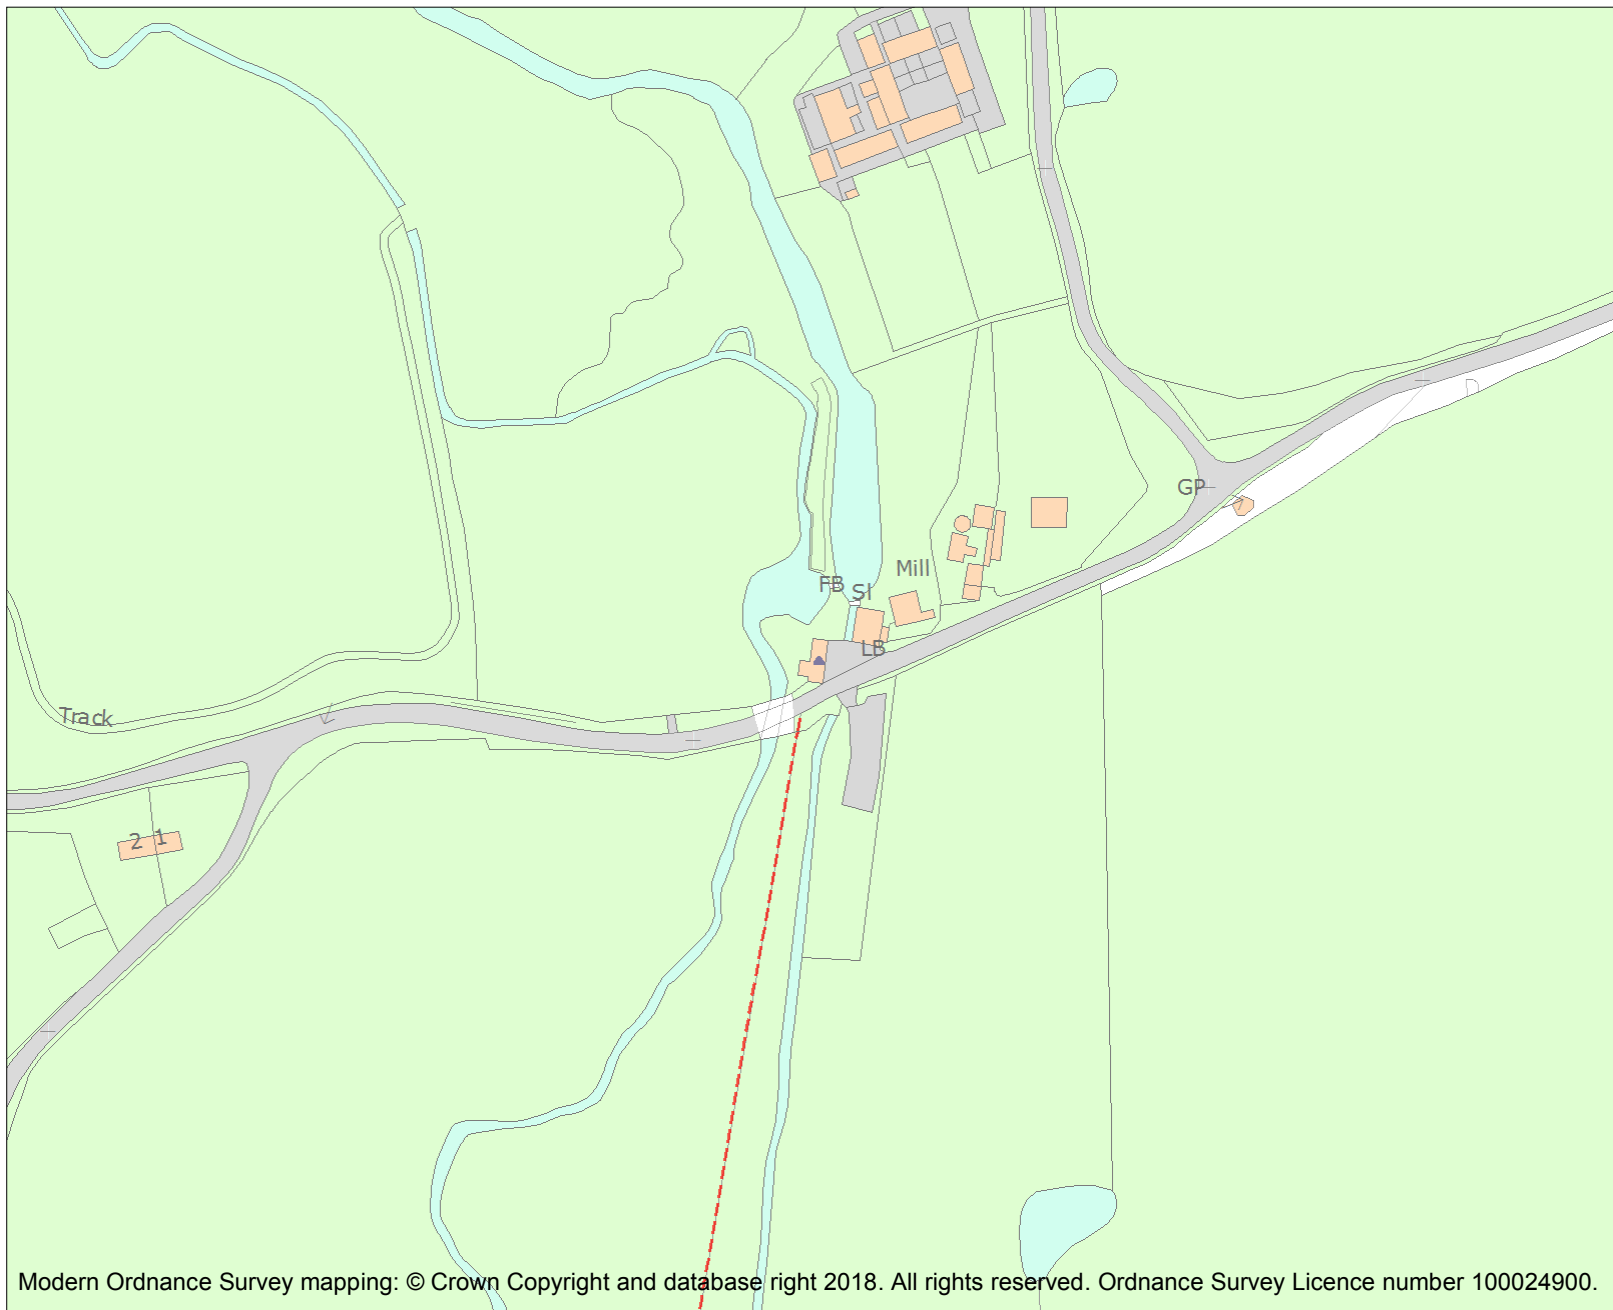 GP
Mill
FB
Sl
LB
Track
2 1
Modern Ordnance Survey mapping: © Crown Copyright and database right 2018. All rights reserved. Ordnance Survey Licence number 100024900.